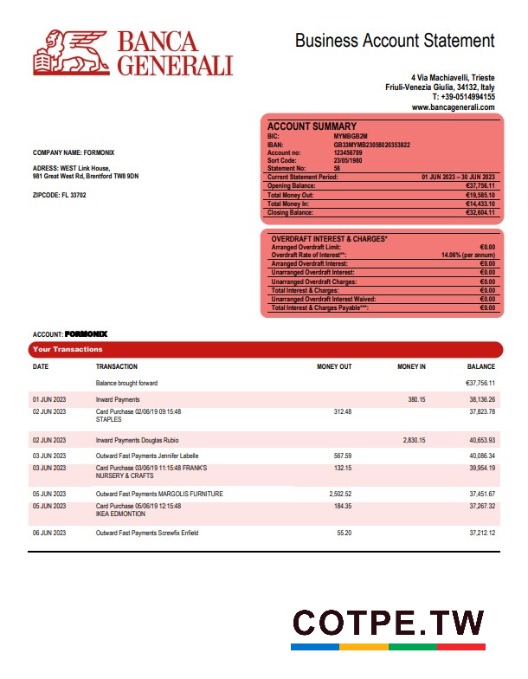 BANCA
GENERALI
Business Account Statement
4 Via Machiavelli, Trieste
Friuli-Venezia Giulia, 34132, Italy
T: +39-0514994155
www.bancagenerali.com
ACCOUNT SUMMARY
BIC: MYMBGB2M
IBAN: GB33MYMB23058028353822
Account no: 123456789
Sort Code: 23/05/1980
Statement No: 58
Current Statement Period: 01 JUN 2023 – 30 JUN 2023
Opening Balance: €37,756.11
Total Money Out: €19,585.10
Total Money In: €14,433.10
Closing Balance: €32,604.11
COMPANY NAME: FORMONIX
ADRESS: WEST Link House,
981 Great West Rd, Brentford TW8 9DN
ZIPCODE: FL 33702
OVERDRAFT INTEREST & CHARGES*
Arranged Overdraft Limit: €0.00
Overdraft Rate of Interest**: 14.06% (per annum)
Arranged Overdraft Interest: €0.00
Unarranged Overdraft Interest: €0.00
Unarranged Overdraft Charges: €0.00
Total Interest & Charges: €0.00
Unarranged Overdraft Interest Waived: €0.00
Total Interest & Charges Payable***: €0.00
ACCOUNT: FORMONIX
Your Transactions
DATE TRANSACTION MONEY OUT MONEY IN BALANCE
Balance brought forward €37,756.11
01 JUN 2023 Inward Payments 380.15 38,136.26
02 JUN 2023 Card Purchase 02/06/19 09:15:48 312.48 37,823.78
STAPLES
02 JUN 2023 Inward Payments Douglas Rubio 2,830.15 40,653.93
03 JUN 2023 Outward Fast Payments Jennifer Labelle 567.59 40,086.34
03 JUN 2023 Card Purchase 03/06/19 11:15:48 FRANK'S 132.15 39,954.19
NURSERY & CRAFTS
05 JUN 2023 Outward Fast Payments MARGOLIS FURNITURE 2,502.52 37,451.67
05 JUN 2023 Card Purchase 05/06/19 12:15:48 184.35 37,267.32
IKEA EDMONTION
06 JUN 2023 Outward Fast Payments Screwfix Enfield 55.20 37,212.12
COTPE.TW